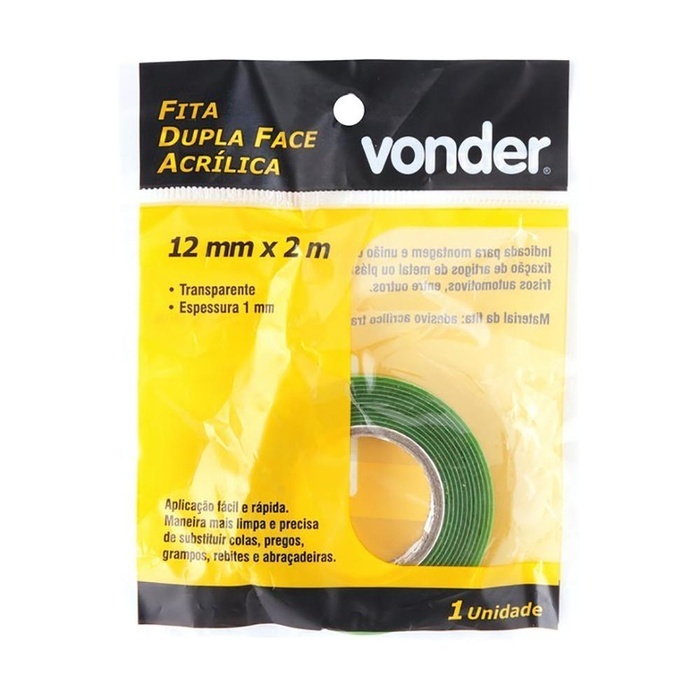 FITA
DUPLA FACE
ACRÍLICA
vonder®
12 mm x 2 m
• Transparente
• Espessura 1 mm
Indicada para montagem e união
fixação de artigos de metal ou
frisos automotivos, entre outros.
Material da fita: adesivo acrílico
Aplicação fácil e rápida.
Maneira mais limpa e precisa
de substituir colas, pregos,
grampos, rebites e abraçadeiras.
1 Unidade